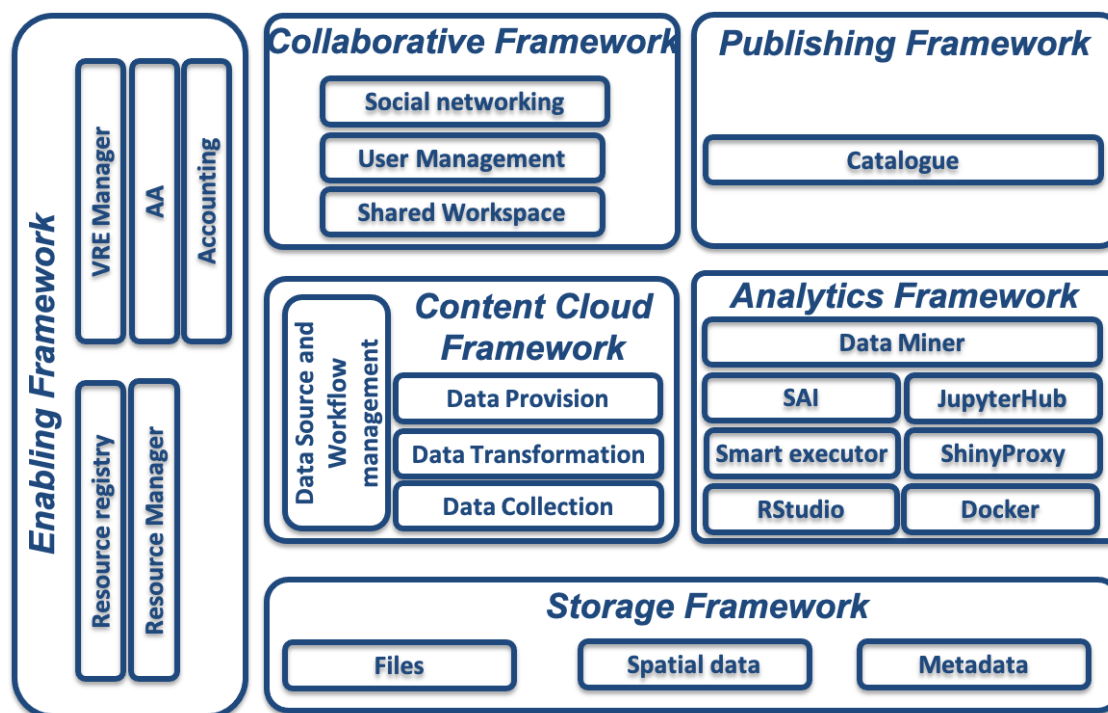 Enabling Framework
VRE Manager
AA
Accounting
Resource registry
Resource Manager
Collaborative Framework
Social networking
User Management
Shared Workspace
Publishing Framework
Catalogue
Content Cloud
Framework
Data Source and
Workflow
management
Data Provision
Data Transformation
Data Collection
Analytics Framework
Data Miner
SAI
JupyterHub
Smart executor
ShinyProxy
RStudio
Docker
Storage Framework
Files
Spatial data
Metadata